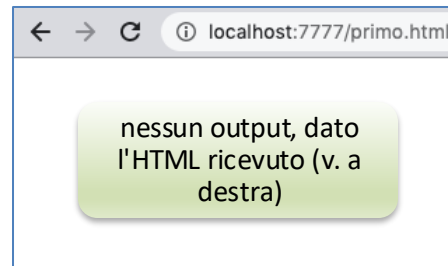 localhost:7777/primo.html
nessun output, dato
l'HTML ricevuto (v. a
destra)